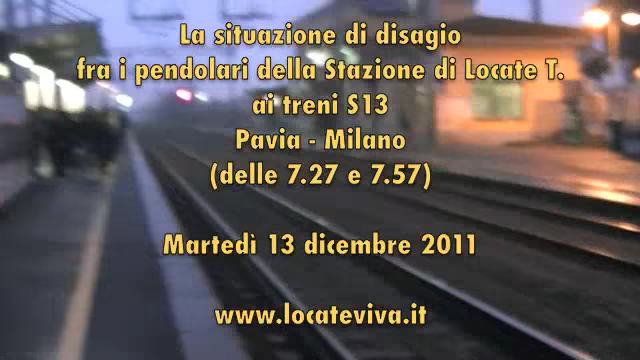 La situazione di disagio
fra i pendolari della Stazione di Locate T.
ai treni S13
Pavia - Milano
(delle 7.27 e 7.57)
Martedì 13 dicembre 2011
www.locateviva.it